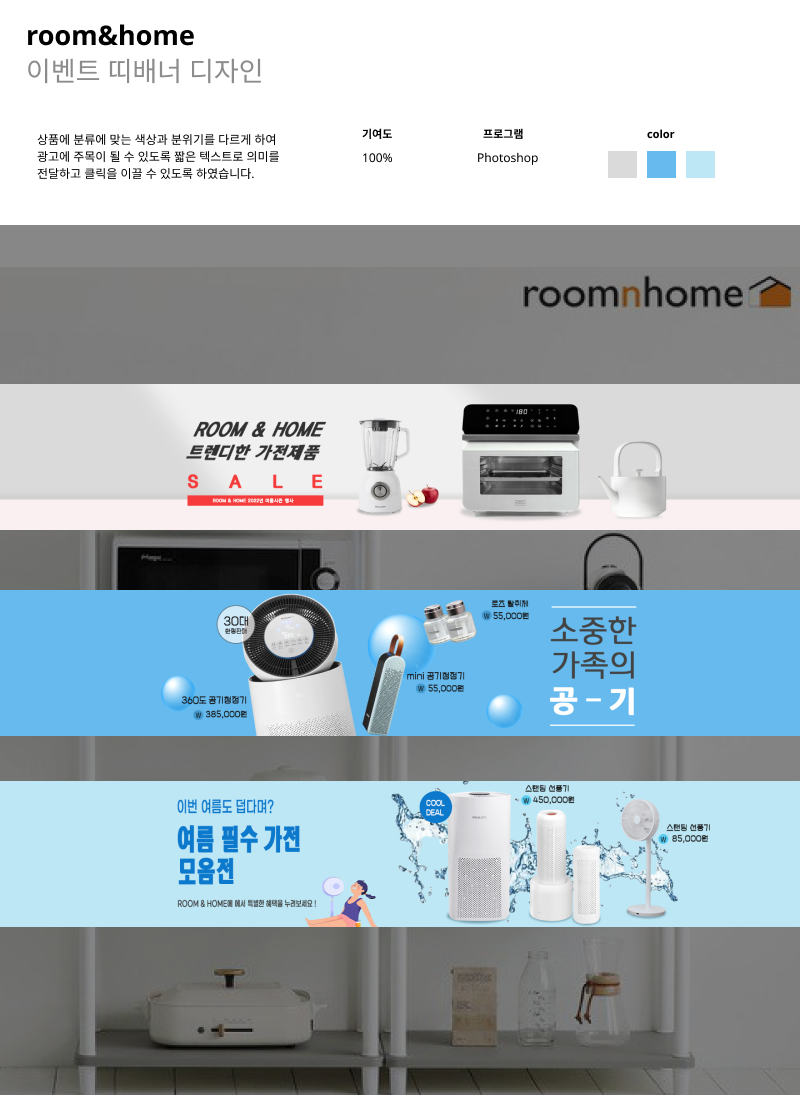 room&home
이벤트 띠배너 디자인
상품에 분류에 맞는 색상과 분위기를 다르게 하여
광고에 주목이 될 수 있도록 짧은 텍스트로 의미를
전달하고 클릭을 이끌 수 있도록 하였습니다.
기여도
100%
프로그램
Photoshop
color
roomnhome
ROOM & HOME
트렌디한 가전제품
S A L E
ROOM & HOME 2022년 여름시즌 행사
180
30대
한정판매
360도 공기청정기
W 385,000원
mini 공기청정기
W 55,000원
로즈 탈취제
W 55,000원
소중한
가족의
공 – 기
이번 여름도 덥다며?
여름 필수 가전
모음전
ROOM & HOME에 에서 특별한 혜택을 누려보세요 !
COOL
DEAL
스탠딩 선풍기
W 450,000원
스탠딩 선풍기
W 85,000원